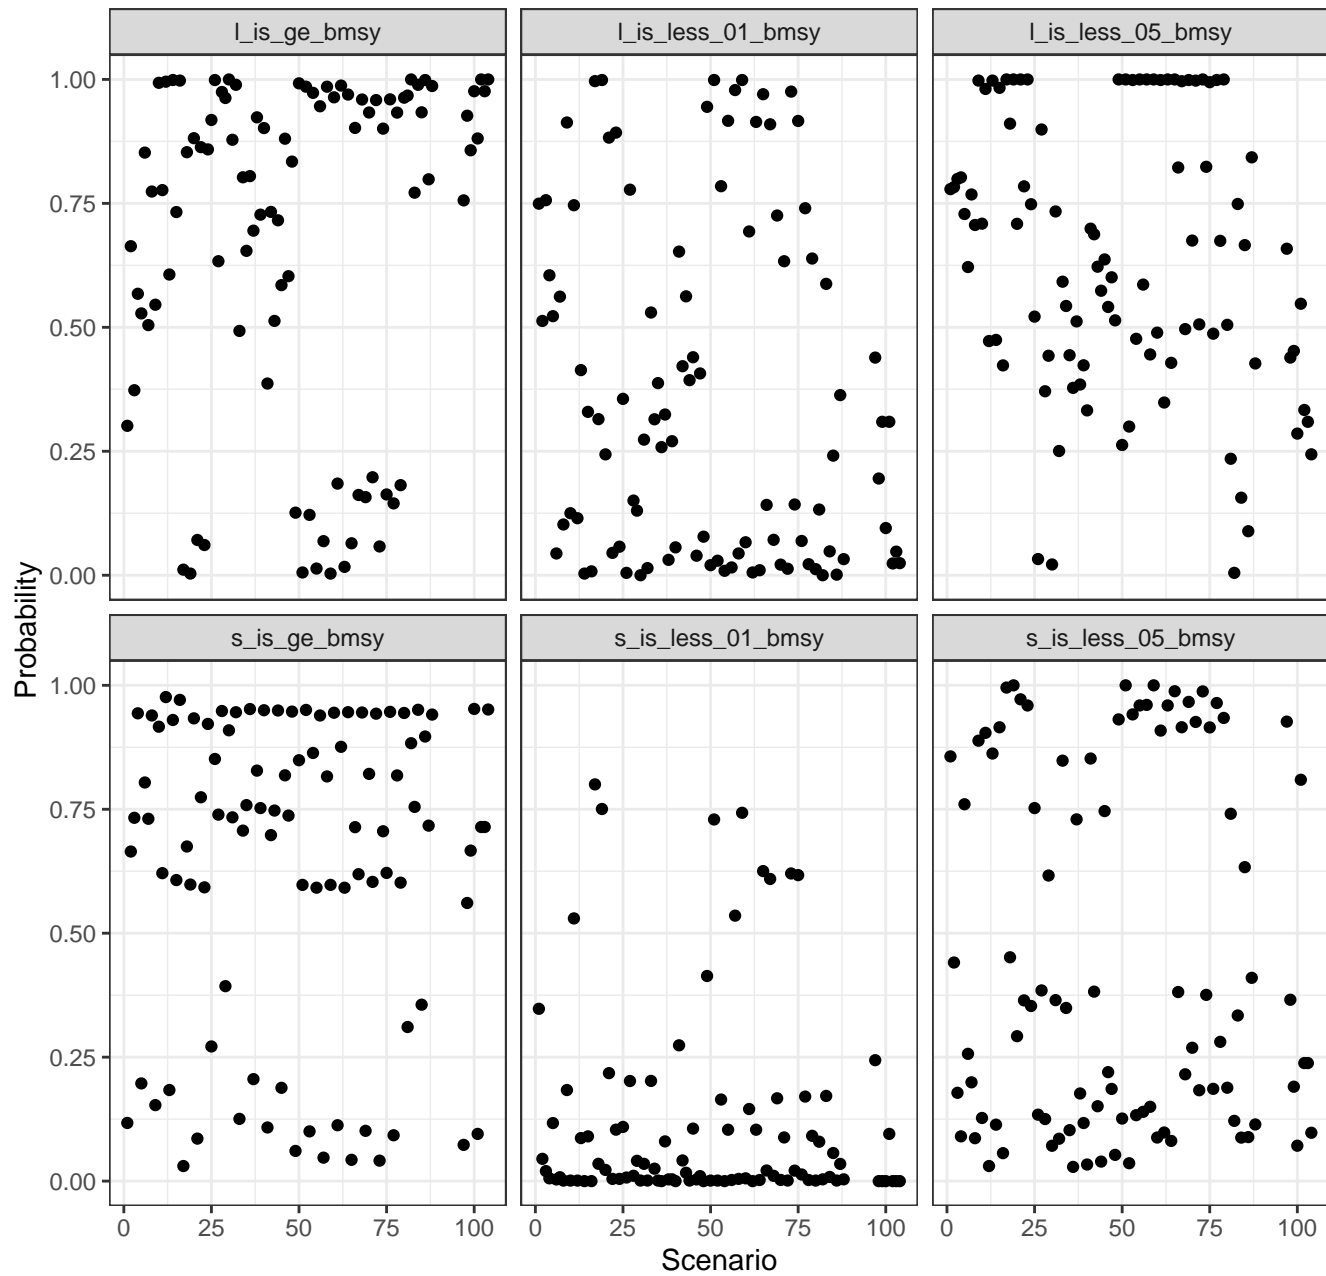 l_is_ge_bmsy
l_is_less_01_bmsy
l_is_less_05_bmsy
1.00
0.75
0.50
0.25
0.00
Probability
s_is_ge_bmsy
s_is_less_01_bmsy
s_is_less_05_bmsy
1.00
0.75
0.50
0.25
0.00
0 25 50 75 100
0 25 50 75 100
0 25 50 75 100
Scenario